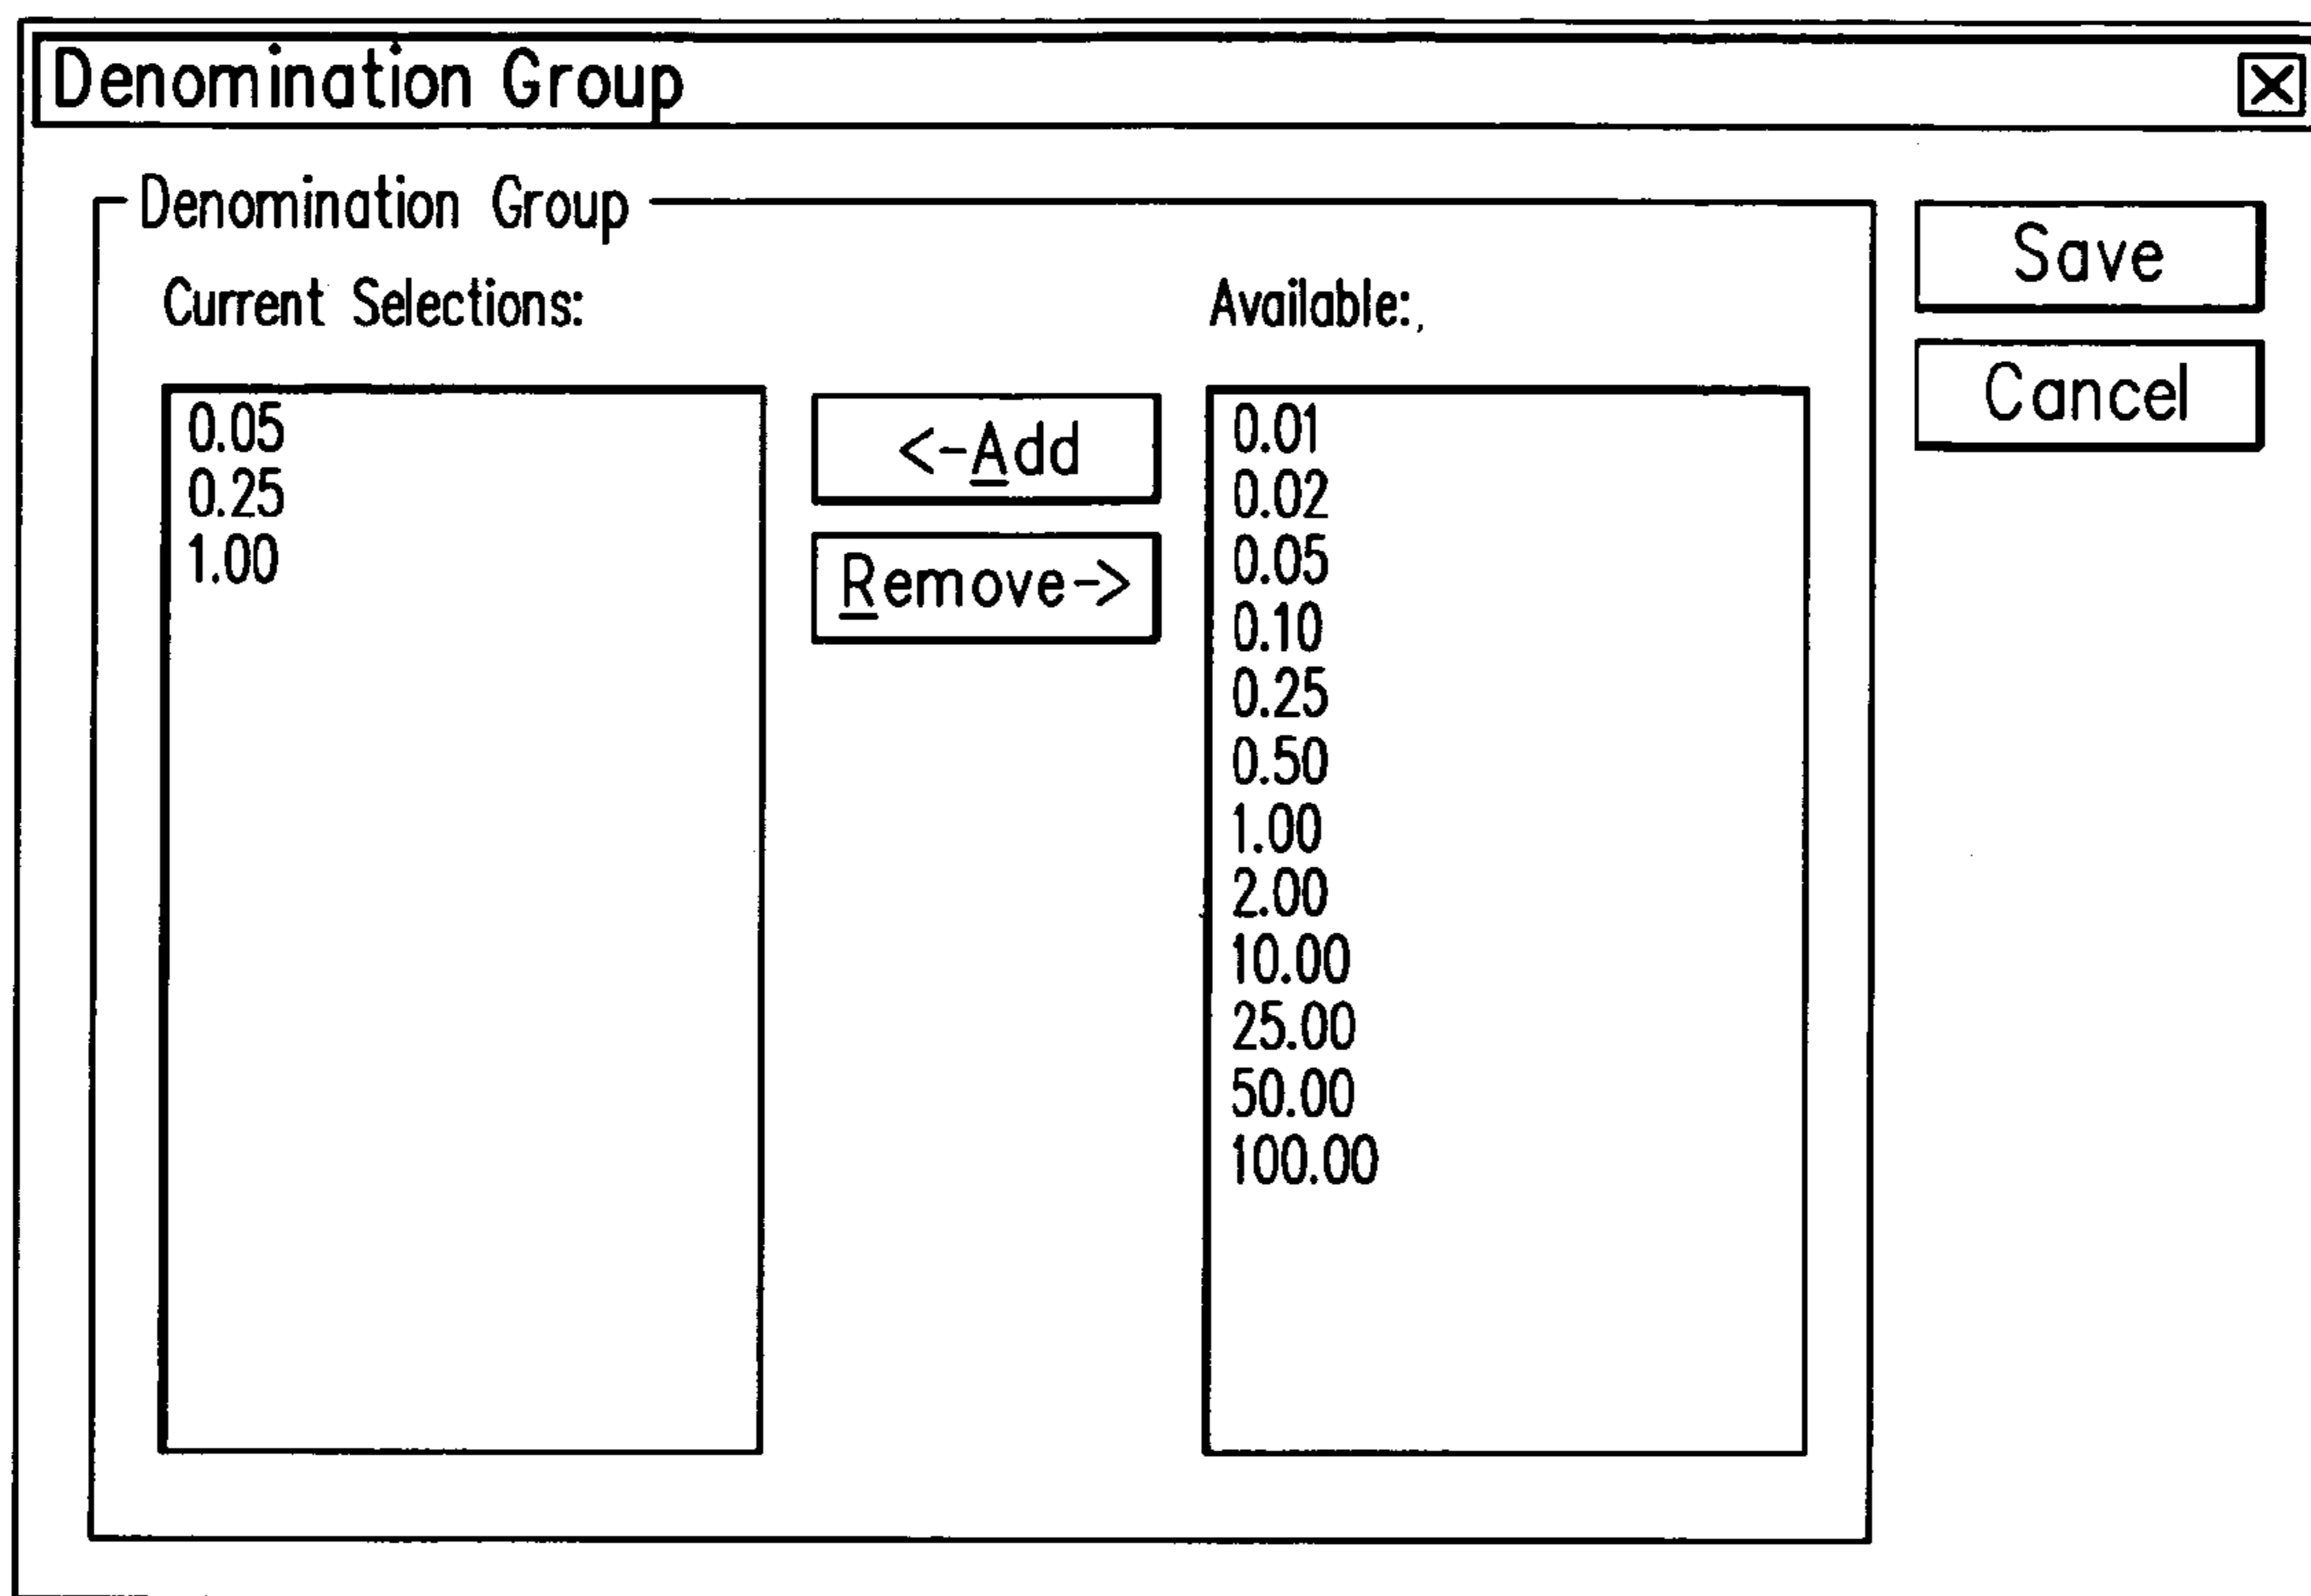 Denomination Group
Denomination Group
Current Selections:
0.05
0.25
1.00
<-Add
Remove->
Available:
0.01
0.02
0.05
0.10
0.25
0.50
1.00
2.00
10.00
25.00
50.00
100.00
Save
Cancel